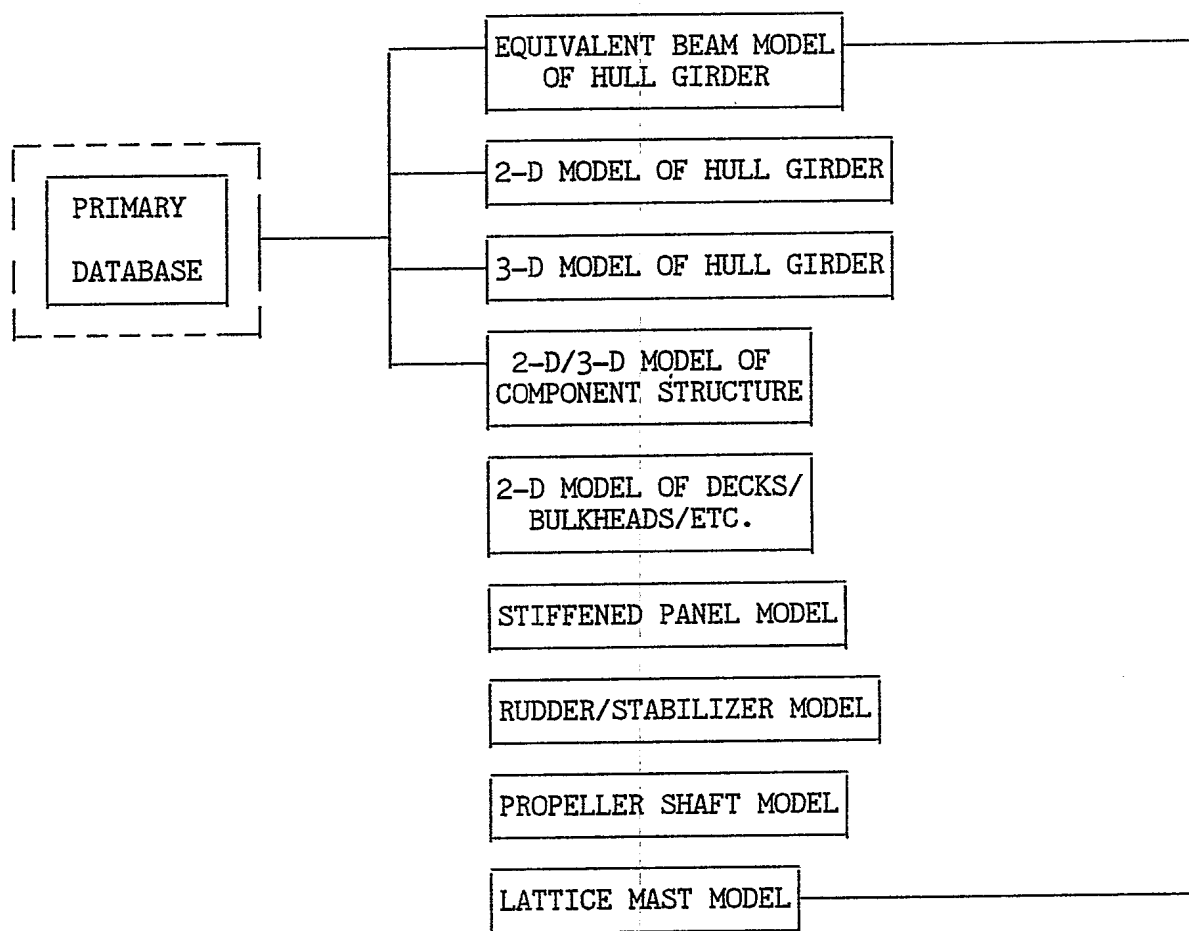 EQUIVALENT BEAM MODEL
OF HULL GIRDER
2-D MODEL OF HULL GIRDER
PRIMARY
DATABASE
3-D MODEL OF HULL GIRDER
2-D/3-D MODEL OF
COMPONENT STRUCTURE
2-D MODEL OF DECKS/
BULKHEADS/ETC.
STIFFENED PANEL MODEL
RUDDER/STABILIZER MODEL
PROPELLER SHAFT MODEL
LATTICE MAST MODEL